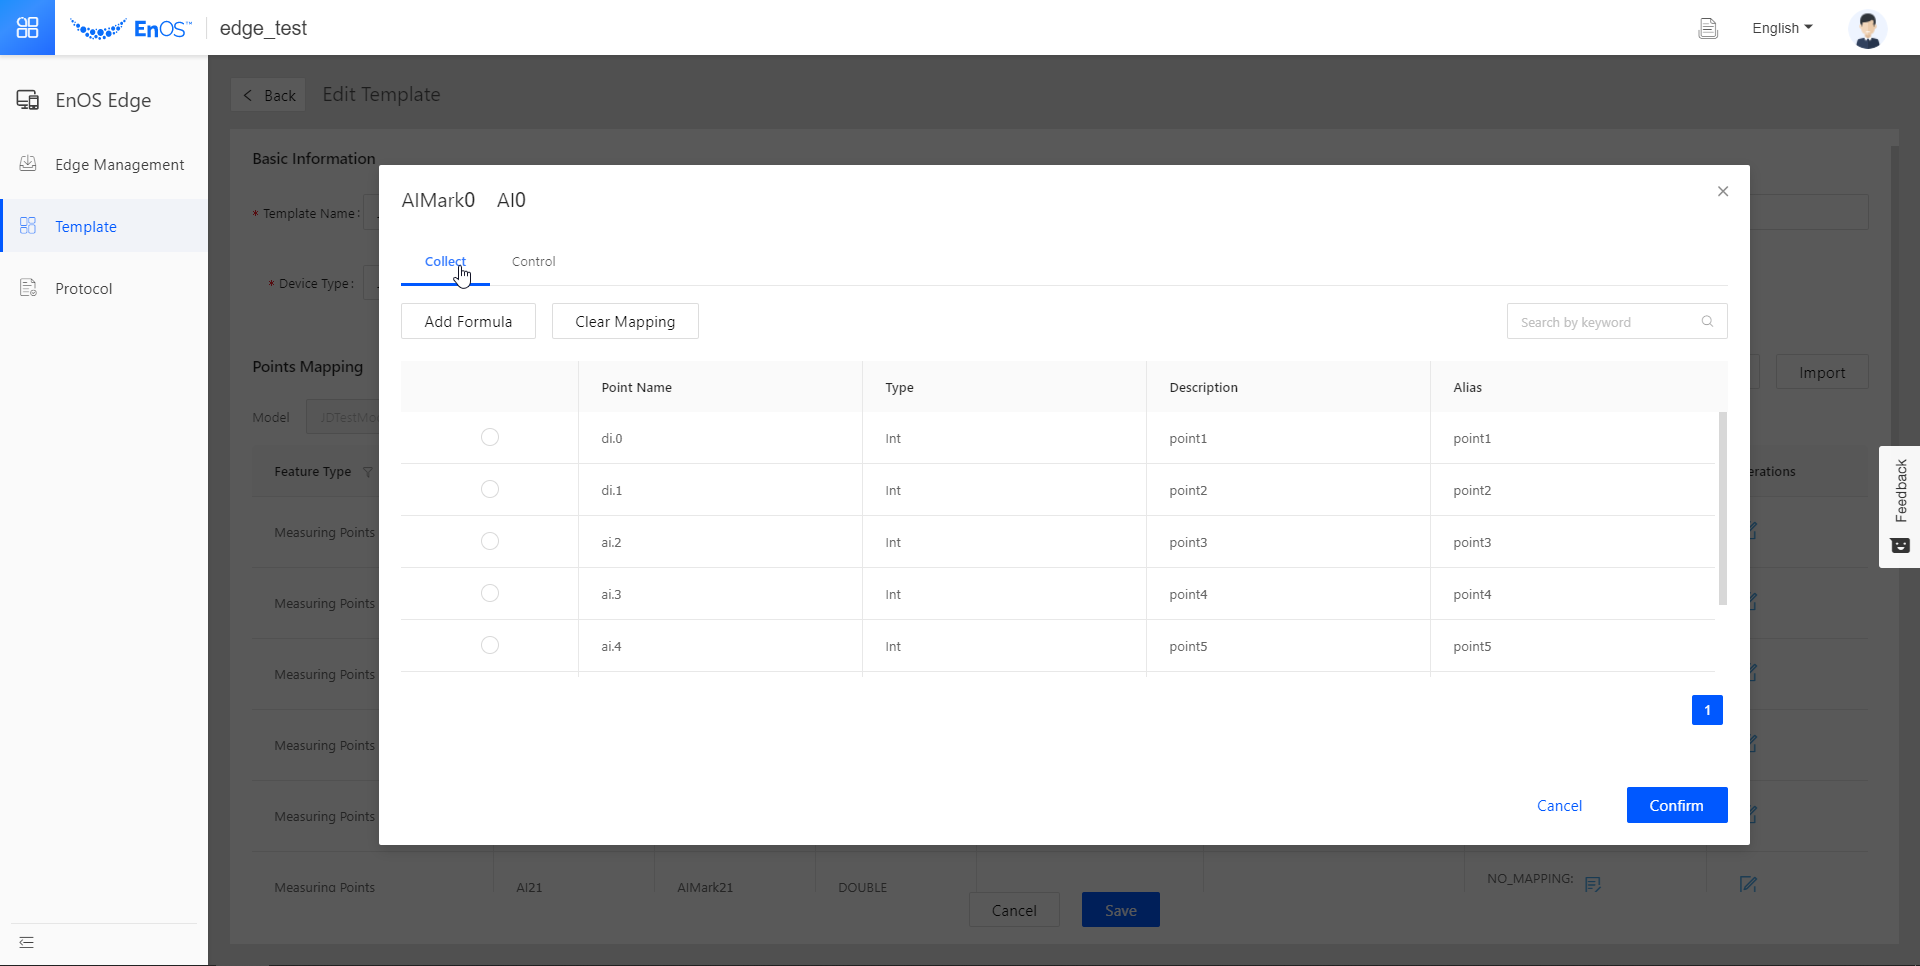 EnOS™ edge_test English
EnOS Edge
Edge Management
Template
Protocol
Back Edit Template
Basic Information
* Template Name:
* Device Type:
Points Mapping
Import
Model JDTestMo
Feature Type erations
Measuring Points
Measuring Points
Measuring Points
Measuring Points
Measuring Points
Measuring Points AI21 AIMark21 DOUBLE NO_MAPPING:
Cancel Save
AIMark0 AI0
Collect Control
Add Formula Clear Mapping Search by keyword
Point Name Type Description Alias
di.0 Int point1 point1
di.1 Int point2 point2
ai.2 Int point3 point3
ai.3 Int point4 point4
ai.4 Int point5 point5
1
Cancel Confirm
Feedback